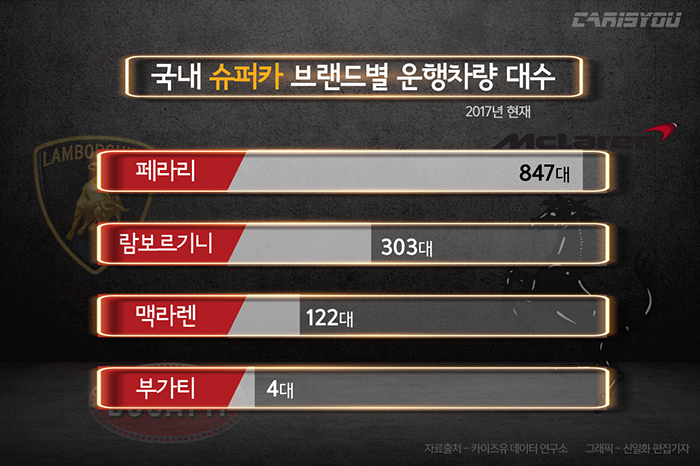 CARISYOU
국내 슈퍼카 브랜드별 운행차량 대수
2017년 현재
LAMBORGHINI
McLaren
페라리 847대
람보르기니 303대
맥라렌 122대
부가티 4대
자료출처 – 카이즈유 데이터 연구소 그래픽 – 신일화 편집기자